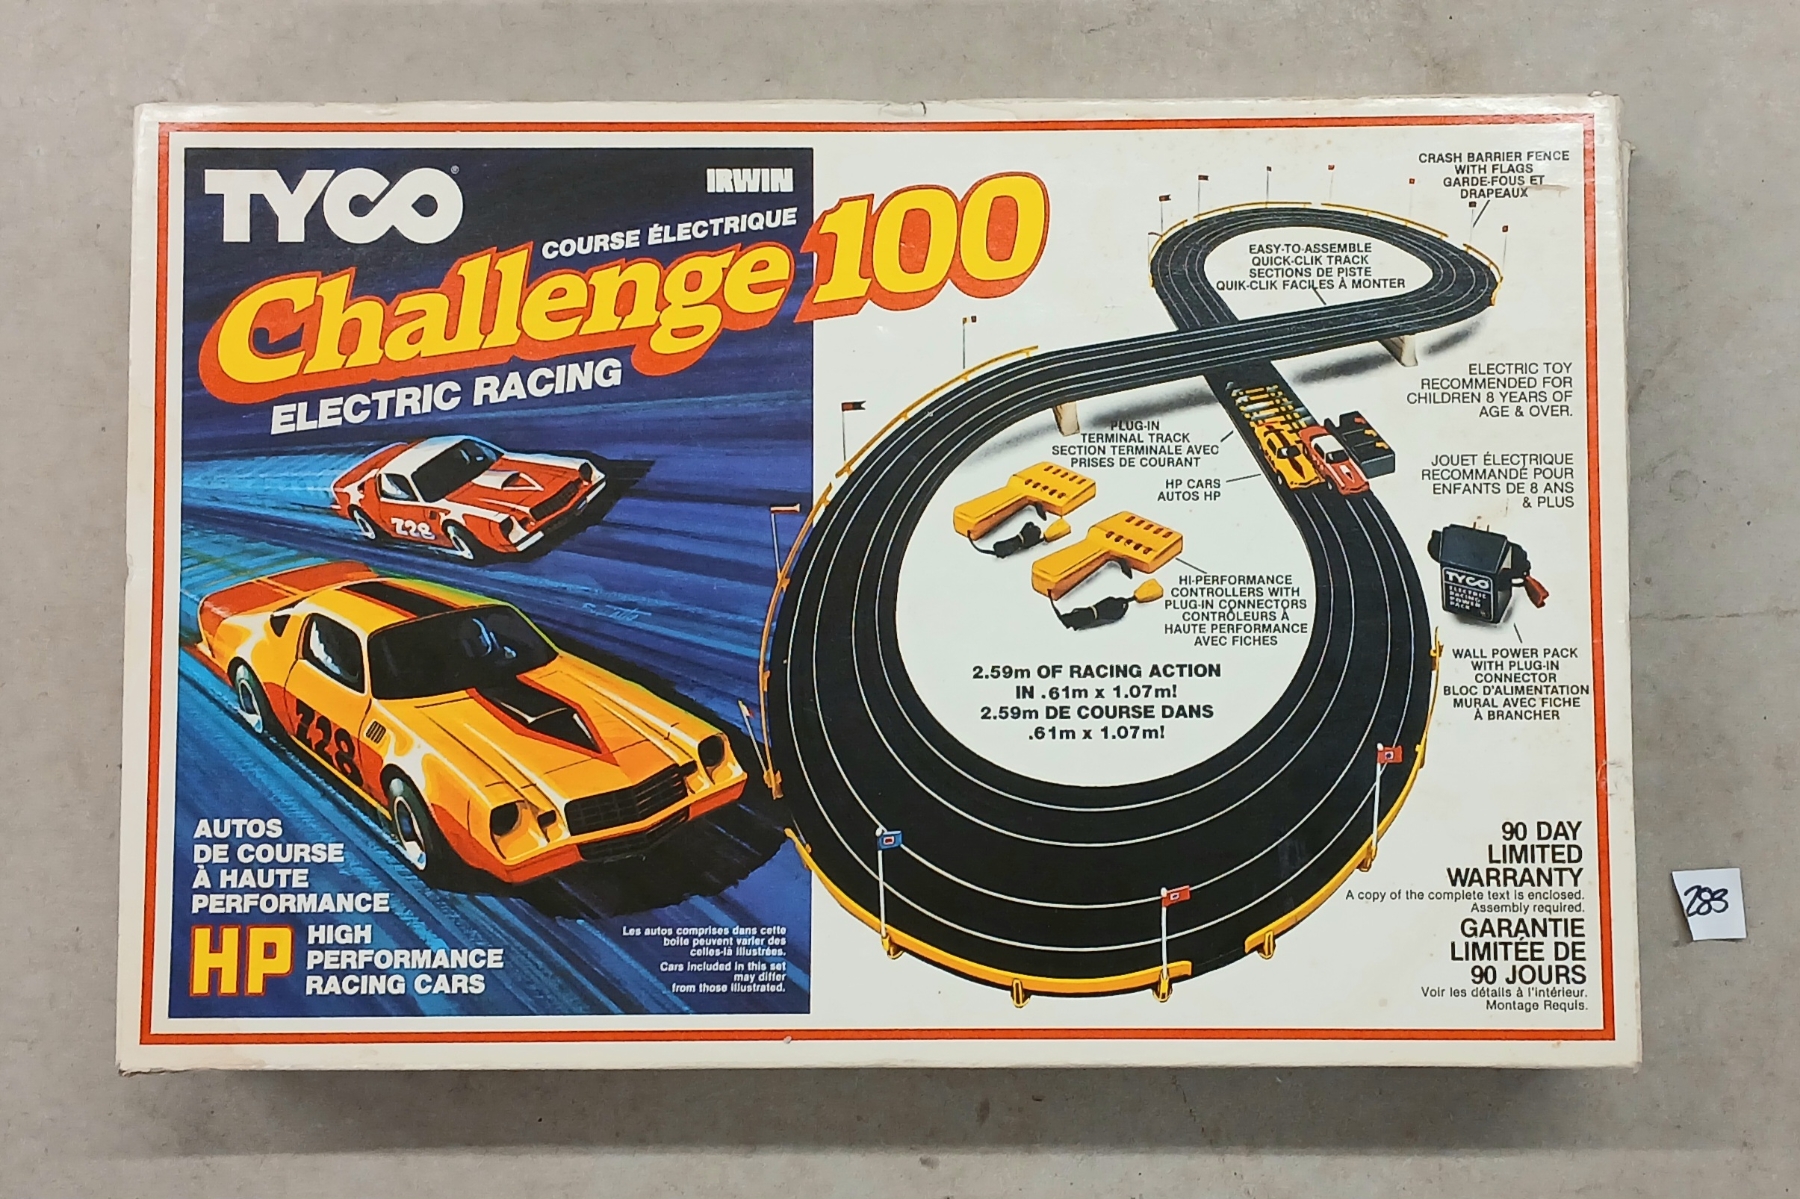 TYCO®
IRWIN
COURSE ÉLECTRIQUE
Challenge 100
ELECTRIC RACING
Z28
Z28
AUTOS
DE COURSE
À HAUTE
PERFORMANCE
HP HIGH
PERFORMANCE
RACING CARS
Les autos comprises dans cette
boîte peuvent varier des
celles-là illustrées.
Cars included in this set
may differ
from those illustrated.
CRASH BARRIER FENCE
WITH FLAGS
GARDE-FOUS ET
DRAPEAUX
EASY-TO-ASSEMBLE
QUICK-CLIK TRACK
SECTIONS DE PISTE
QUIK-CLIK FACILES À MONTER
ELECTRIC TOY
RECOMMENDED FOR
CHILDREN 8 YEARS OF
AGE & OVER.
JOUET ÉLECTRIQUE
RECOMMANDÉ POUR
ENFANTS DE 8 ANS
& PLUS
PLUG-IN
TERMINAL TRACK
SECTION TERMINALE AVEC
PRISES DE COURANT
HP CARS
AUTOS HP
HI-PERFORMANCE
CONTROLLERS WITH
PLUG-IN CONNECTORS
CONTRÔLEURS À
HAUTE PERFORMANCE
AVEC FICHES
2.59m OF RACING ACTION
IN .61m x 1.07m!
2.59m DE COURSE DANS
.61m x 1.07m!
TYCO
ELECTRIC
RACING
POWER
PACK
WALL POWER PACK
WITH PLUG-IN
CONNECTOR
BLOC D'ALIMENTATION
MURAL AVEC FICHE
À BRANCHER
90 DAY
LIMITED
WARRANTY
A copy of the complete text is enclosed.
Assembly required.
GARANTIE
LIMITÉE DE
90 JOURS
Voir les détails à l'intérieur.
Montage Requis.